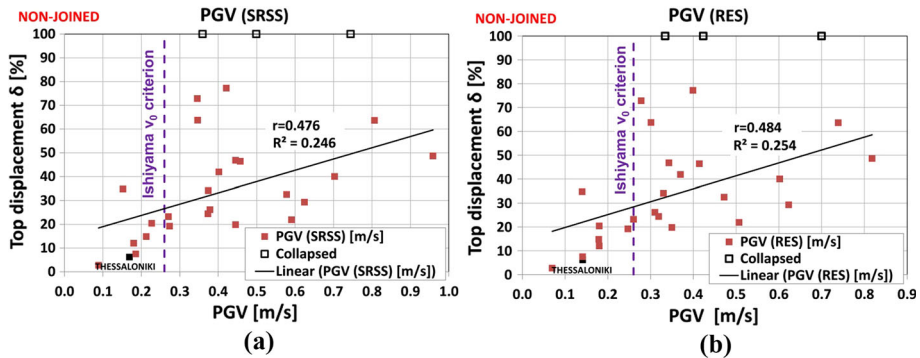 NON-JOINED
PGV (SRSS)
100
90
80
70
60
50
40
30
20
10
0
Top displacement δ [%]
Ishiyama v0 criterion
r=0.476
R² = 0.246
PGV (SRSS) [m/s]
Collapsed
Linear (PGV (SRSS) [m/s])
THESSALONIKI
0.0 0.1 0.2 0.3 0.4 0.5 0.6 0.7 0.8 0.9 1.0
PGV [m/s]
(a)
NON-JOINED
PGV (RES)
100
90
80
70
60
50
40
30
20
10
0
Top displacement δ [%]
Ishiyama v0 criterion
r=0.484
R² = 0.254
PGV (RES) [m/s]
Collapsed
Linear (PGV (RES) [m/s])
THESSALONIKI
0.0 0.1 0.2 0.3 0.4 0.5 0.6 0.7 0.8 0.9
PGV [m/s]
(b)